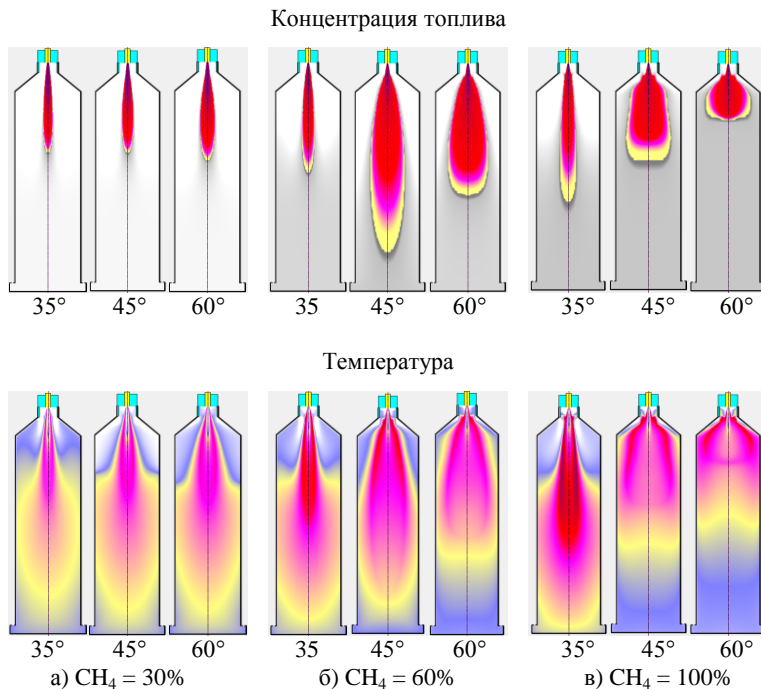 Концентрация топлива
35° 45° 60° 35 45° 60° 35° 45° 60°
Температура
35° 45° 60° 35° 45° 60° 35° 45° 60°
а) CH₄ = 30% б) CH₄ = 60% в) CH₄ = 100%